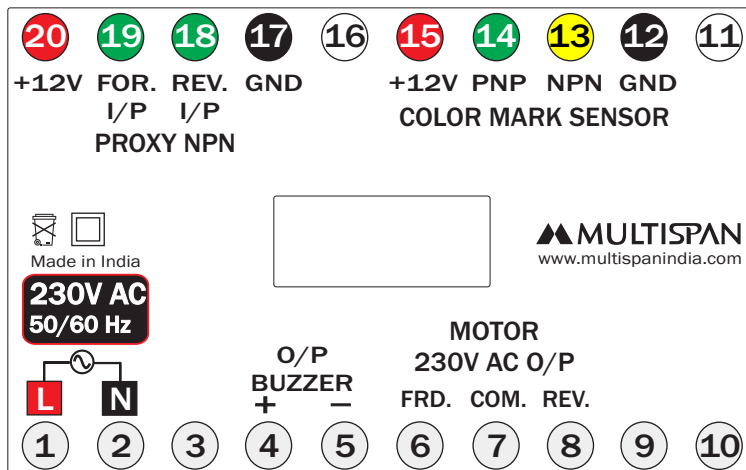 20 19 18 17 16 15 14 13 12 11
+12V FOR. REV. GND +12V PNP NPN GND
I/P I/P COLOR MARK SENSOR
PROXY NPN
MULTISPAN
www.multispanindia.com
Made in India
230V AC
50/60 Hz
L N
O/P
BUZZER
+ −
MOTOR
230V AC O/P
FRD. COM. REV.
1 2 3 4 5 6 7 8 9 10